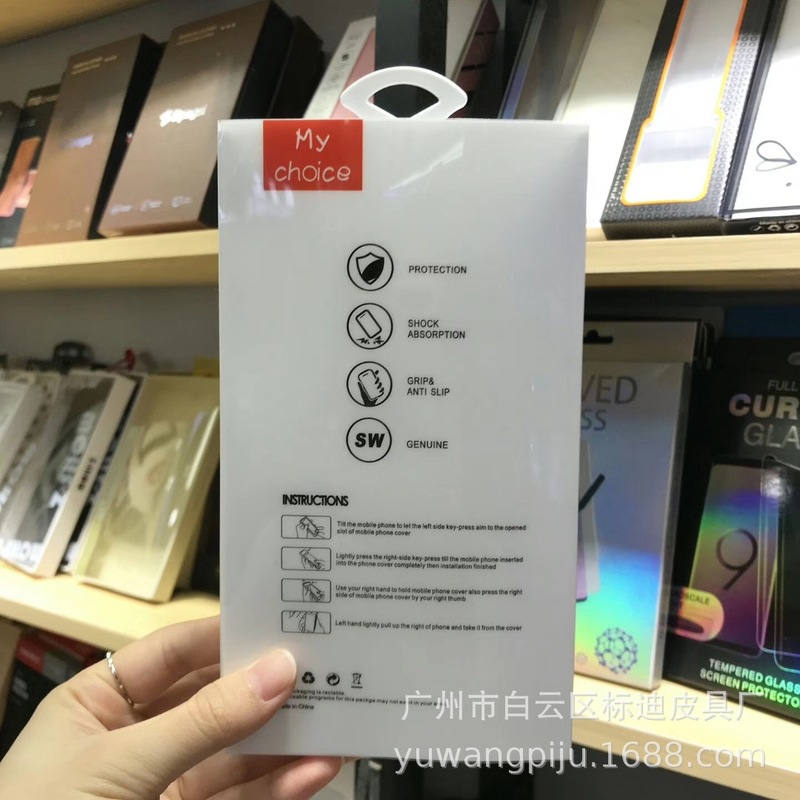 My
choice
PROTECTION
SHOCK
ABSORPTION
GRIP&
ANTI SLIP
SW
GENUINE
INSTRUCTIONS
Tilt the mobile phone to let the left side key-press aim to the opened
slot of mobile phone cover
Lightly press the right-side key-press till the mobile phone inserted
into the phone cover completely then installation finished
Use your right hand to hold mobile phone cover also press the right
side of mobile phone cover by your right thumb
Left hand lightly pull up the right of phone and take it from the cover
in China
VED
SS
FULL
CUR
GLA
9
TEMPERED GLASS
SCREEN PROTECTO
广州市白云区标迪皮具厂
yuwangpiju.1688.com